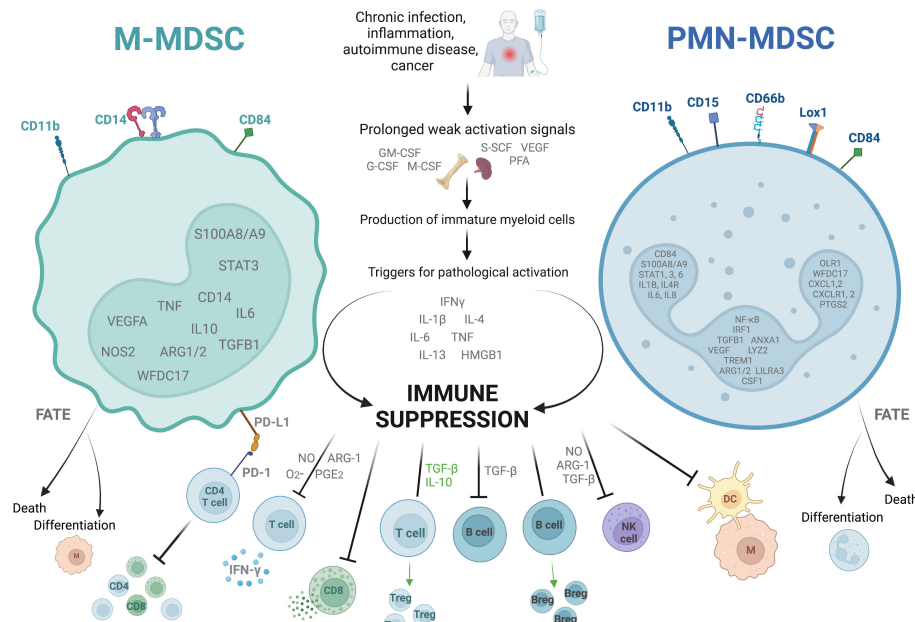 M-MDSC
Chronic infection,
inflammation,
autoimmune disease,
cancer
PMN-MDSC
CD11b
CD14
CD84
Prolonged weak activation signals
GM-CSF
G-CSF M-CSF
S-SCF VEGF
PFA
Production of immature myeloid cells
Triggers for pathological activation
IFNγ
IL-1β IL-4
IL-6 TNF
IL-13 HMGB1
IMMUNE
SUPPRESSION
CD11b
CD15
CD66b
Lox1
CD84
S100A8/A9
STAT3
CD14
TNF
IL6
VEGFA
IL10
TGFB1
NOS2
ARG1/2
WFDC17
CD84
S100A8/A9
STAT1, 3, 6
IL1B, IL4R
IL6, IL8
NF-κB
IRF1
TGFB1 ANXA1
VEGF LYZ2
TREM1
ARG1/2 LILRA3
CSF1
OLR1
WFDC17
CXCL1,2
CXCLR1, 2
PTGS2
FATE
Death
Differentiation
M
PD-L1
PD-1
CD4
T cell
CD4
CD8
NO ARG-1
O2- PGE2
T cell
IFN-γ
CD8
TGF-β
IL-10
T cell
Treg
Treg
TGF-β
B cell
B cell
Breg
Breg
Breg
NO
ARG-1
TGF-β
NK
cell
DC
M
FATE
Death
Differentiation